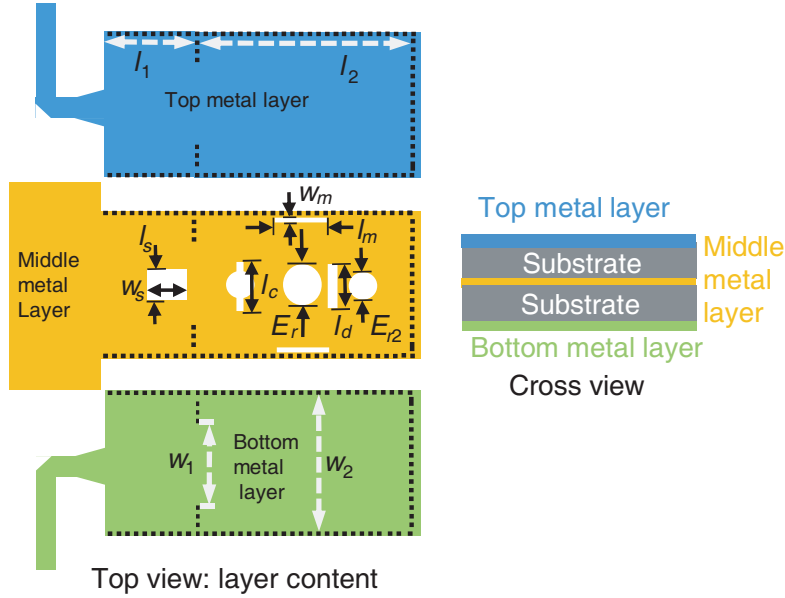 l1
l2
Top metal layer
wm
Middle
metal
Layer
ls
ws
lc
Er
lm
ld
Er2
w1
Bottom
metal
layer
w2
Top view: layer content
Top metal layer
Substrate
Middle
metal
layer
Substrate
Bottom metal layer
Cross view